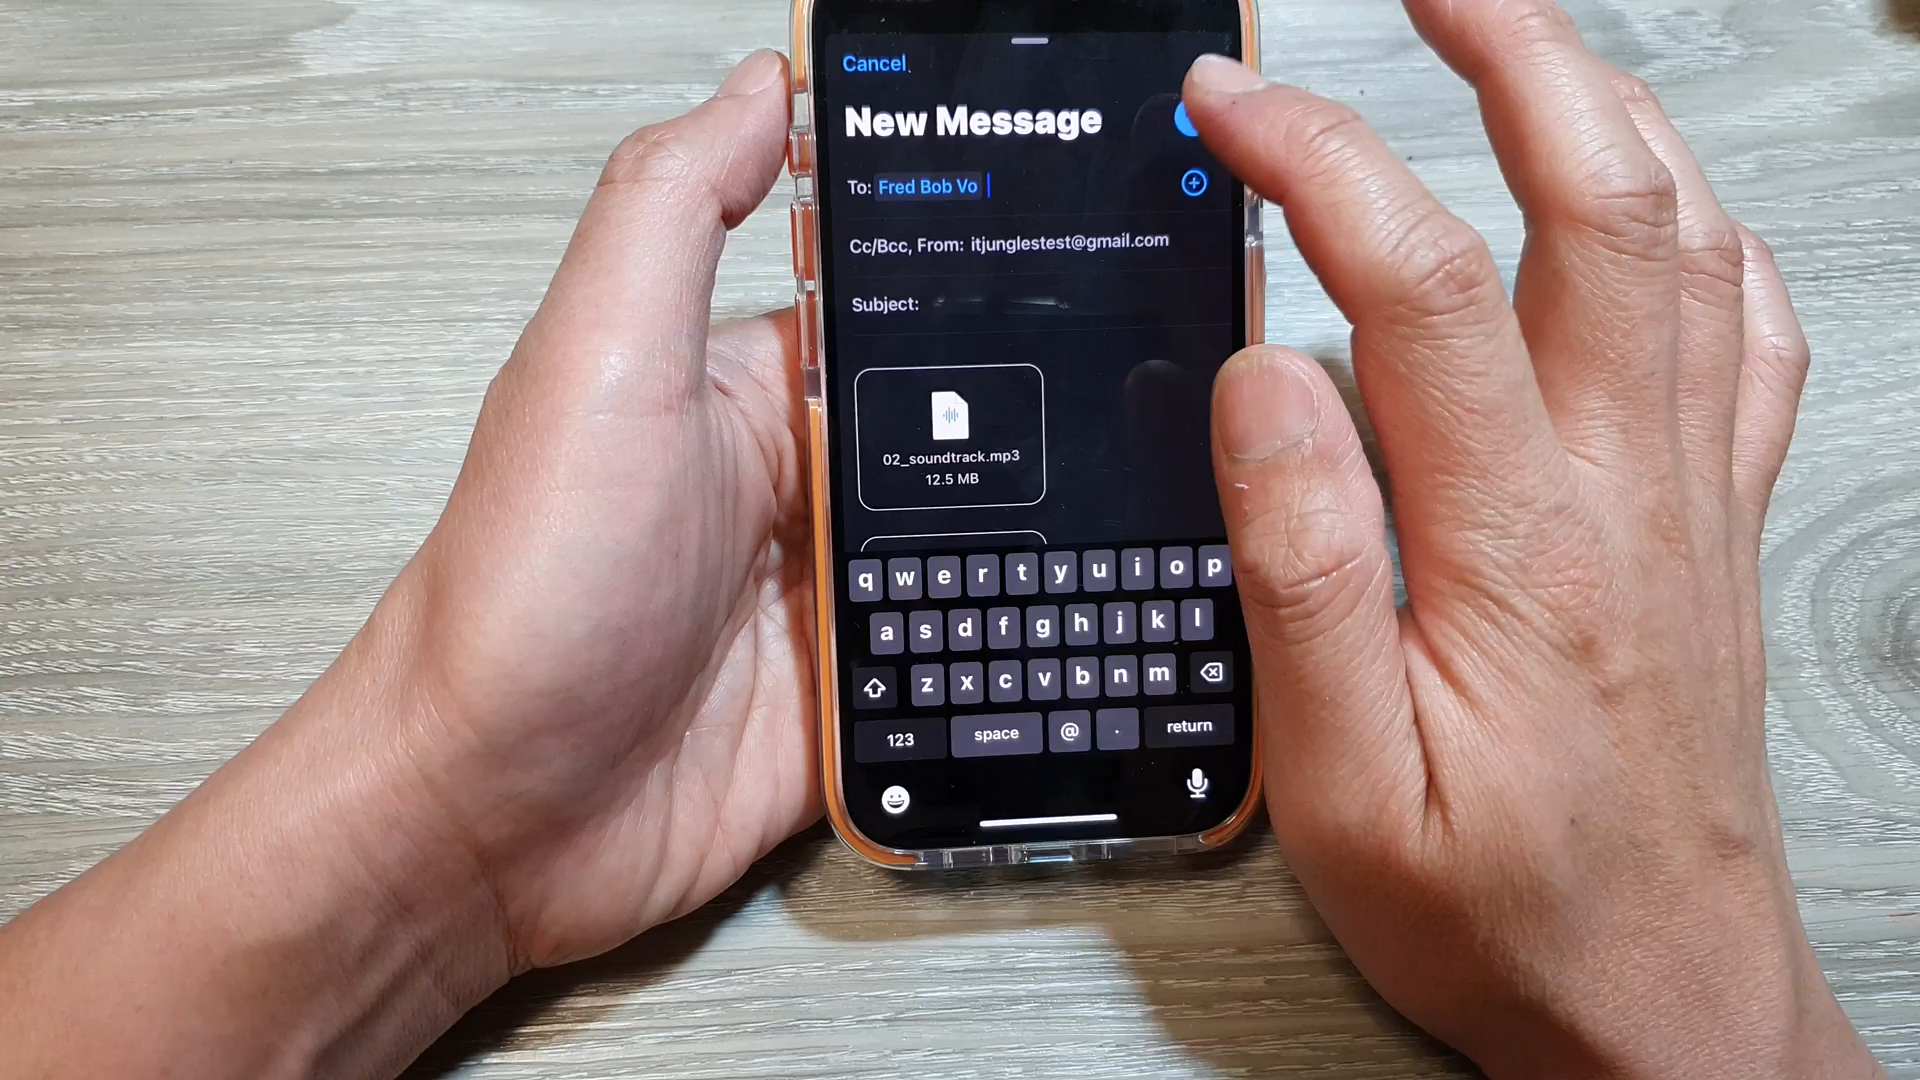 Cancel
New Message
To: Fred Bob Vo
Cc/Bcc, From: itjunglestest@gmail.com
Subject:
02_soundtrack.mp3
12.5 MB
q w e r t y u i o p
a s d f g h j k l
z x c v b n m
123 space @ . return